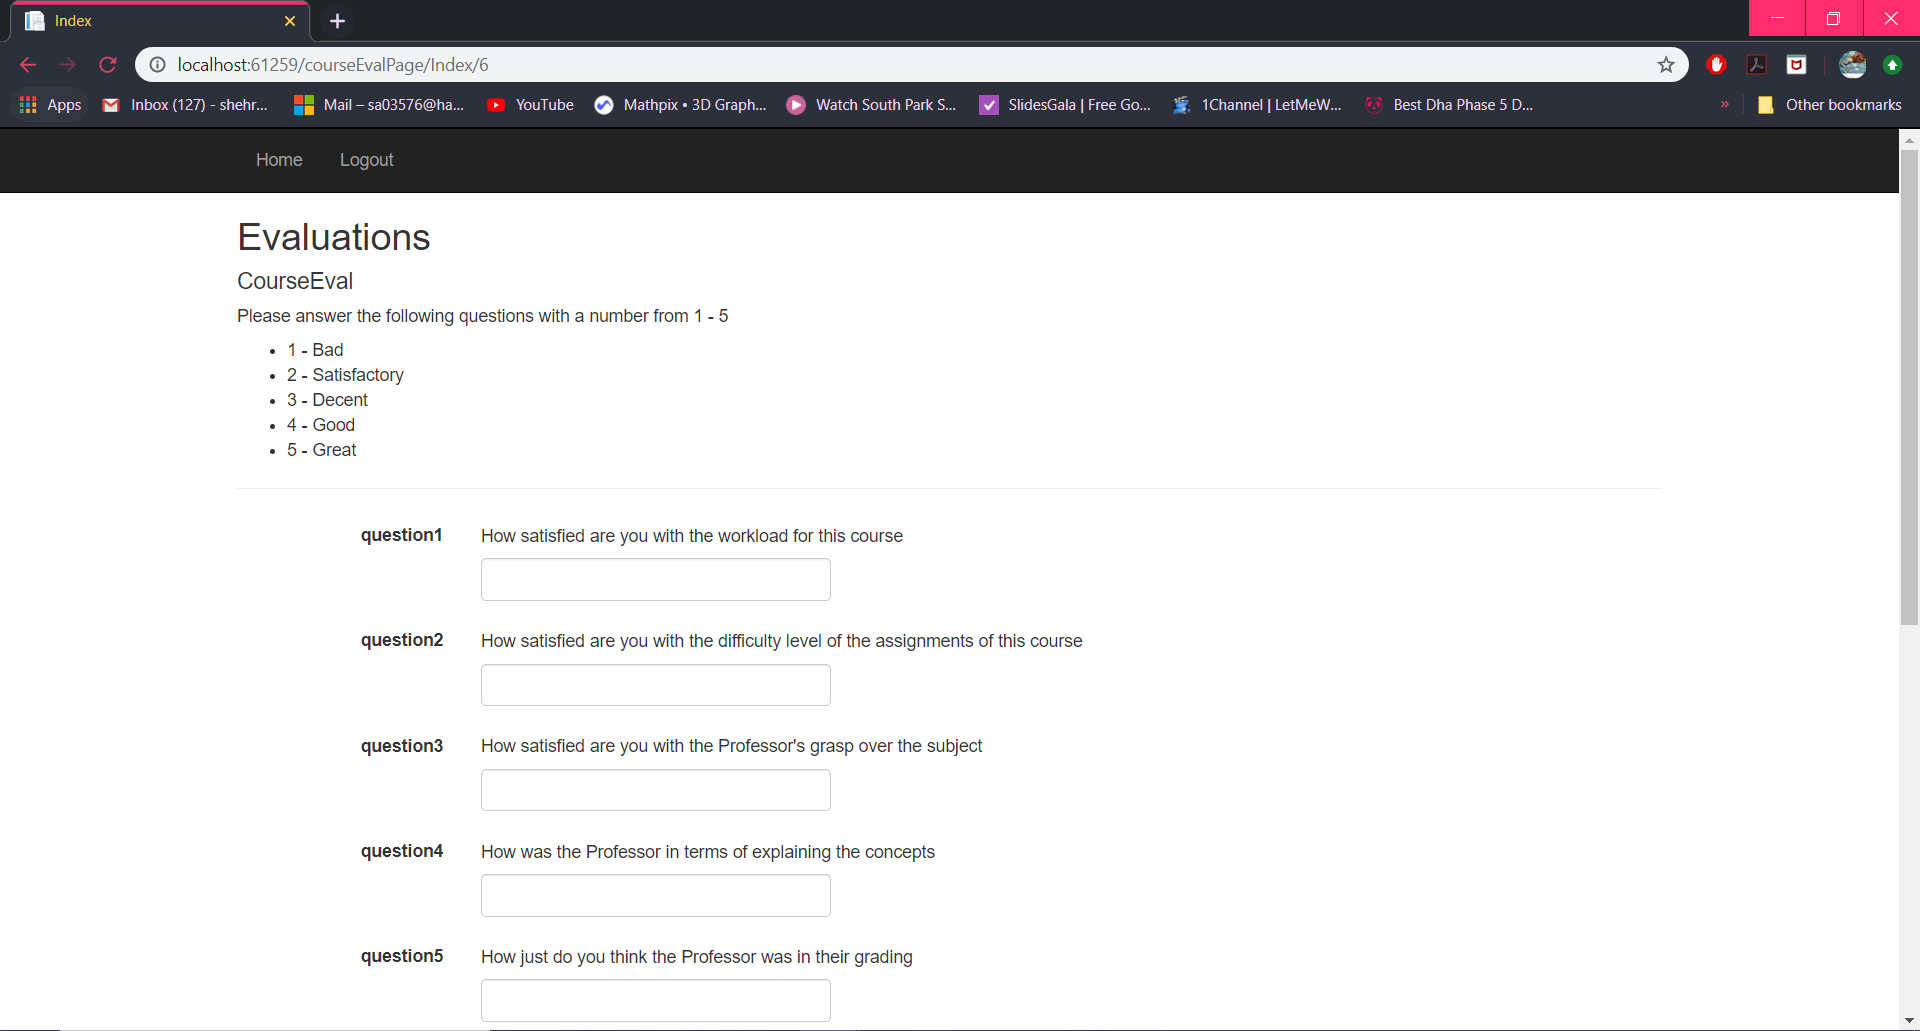 Index
localhost:61259/courseEvalPage/Index/6
Apps Inbox (127) - shehr... Mail – sa03576@ha... YouTube Mathpix • 3D Graph... Watch South Park S... SlidesGala | Free Go... 1Channel | LetMeW... Best Dha Phase 5 D... » Other bookmarks
Home Logout
Evaluations
CourseEval
Please answer the following questions with a number from 1 - 5
• 1 - Bad
• 2 - Satisfactory
• 3 - Decent
• 4 - Good
• 5 - Great
question1 How satisfied are you with the workload for this course
question2 How satisfied are you with the difficulty level of the assignments of this course
question3 How satisfied are you with the Professor's grasp over the subject
question4 How was the Professor in terms of explaining the concepts
question5 How just do you think the Professor was in their grading